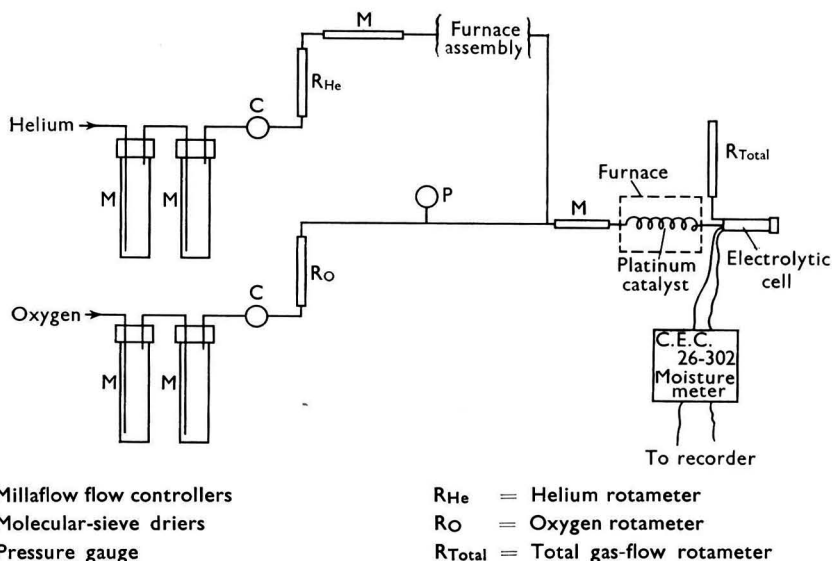 M
{Furnace
assembly}
RHe
C
Helium
M
M
RTotal
Furnace
P
M
Platinum
catalyst
Electrolytic
cell
RO
C
Oxygen
M
M
C.E.C.
26-302
Moisture
meter
To recorder
Millaflow flow controllers
Molecular-sieve driers
Pressure gauge
RHe = Helium rotameter
RO = Oxygen rotameter
RTotal = Total gas-flow rotameter